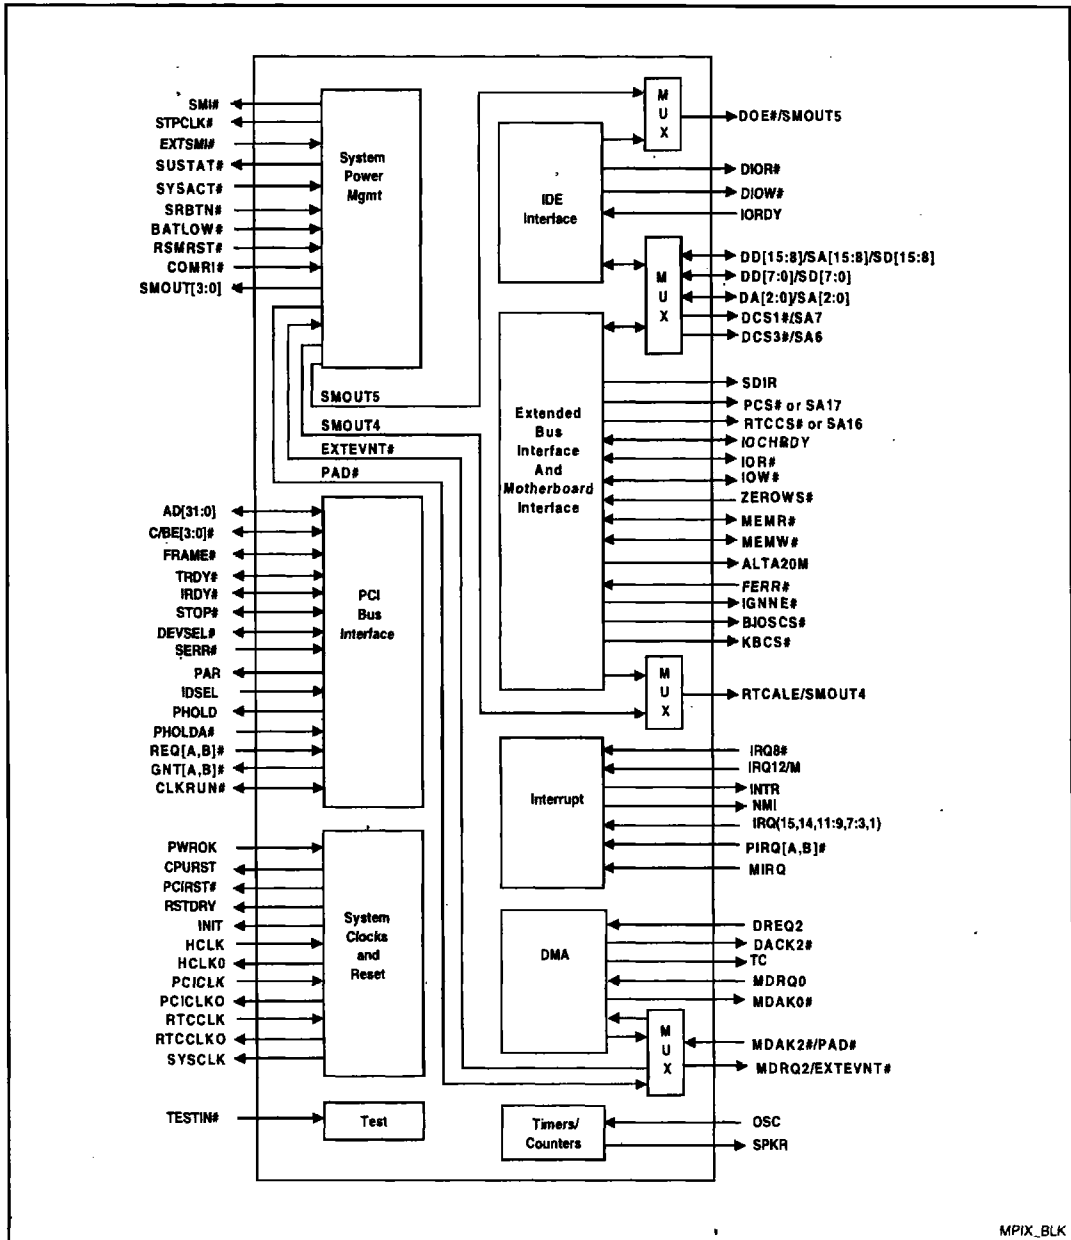 SMI#
STPCLK#
EXTSMI#
SUSTAT#
SYSACT#
SRBTN#
BATLOW#
RSMRST#
COMRI#
SMOUT[3:0]
System
Power
Mgmt
SMOUT5
SMOUT4
EXTEVNT#
PAD#
AD[31:0]
C/BE[3:0]#
FRAME#
TRDY#
IRDY#
STOP#
DEVSEL#
SERR#
PAR
IDSEL
PHOLD
PHOLDA#
REQ[A,B]#
GNT[A,B]#
CLKRUN#
PCI
Bus
Interface
PWROK
CPURST
PCIRST#
RSTDRY
INIT
HCLK
HCLK0
PCICLK
PCICLKO
RTCCLK
RTCCLKO
SYSCLK
System
Clocks
and
Reset
TESTIN#
Test
IDE
Interface
MUX
DOE#/SMOUT5
DIOR#
DIOW#
IORDY
MUX
DD[15:8]/SA[15:8]/SD[15:8]
DD[7:0]/SD[7:0]
DA[2:0]/SA[2:0]
DCS1#/SA7
DCS3#/SA6
Extended
Bus
Interface
And
Motherboard
Interface
SDIR
PCS# or SA17
RTCCS# or SA16
IOCHRDY
IOR#
IOW#
ZEROWS#
MEMR#
MEMW#
ALTA20M
FERR#
IGNNE#
BIOSCS#
KBCS#
MUX
RTCALE/SMOUT4
Interrupt
IRQ8#
IRQ12/M
INTR
NMI
IRQ(15,14,11:9,7:3,1)
PIRQ[A,B]#
MIRQ
DMA
DREQ2
DACK2#
TC
MDRQ0
MDAK0#
MUX
MDAK2#/PAD#
MDRQ2/EXTEVNT#
Timers/
Counters
OSC
SPKR
MPIX_BLK